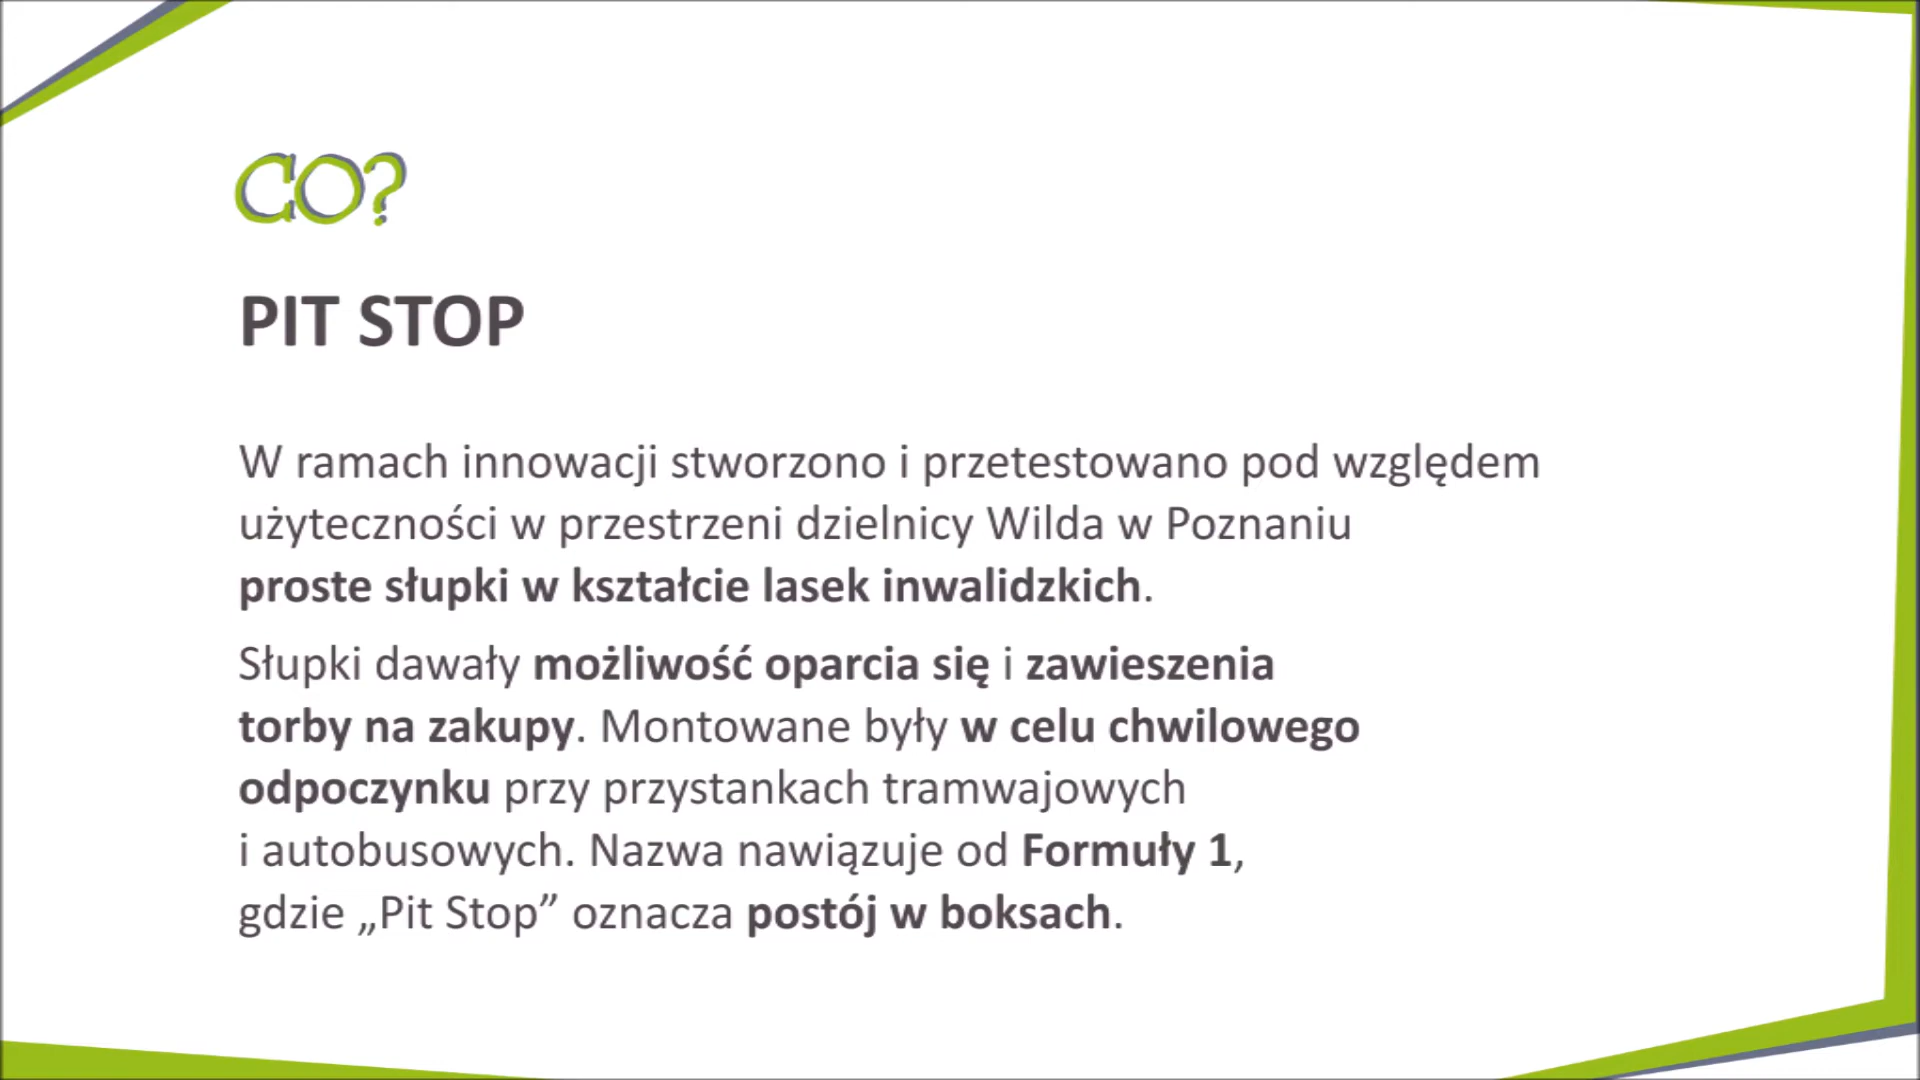 CO?
PIT STOP
W ramach innowacji stworzono i przetestowano pod względem
użyteczności w przestrzeni dzielnicy Wilda w Poznaniu
proste słupki w kształcie lasek inwalidzkich.
Słupki dawały możliwość oparcia się i zawieszenia
torby na zakupy. Montowane były w celu chwilowego
odpoczynku przy przystankach tramwajowych
i autobusowych. Nazwa nawiązuje od Formuły 1,
gdzie „Pit Stop” oznacza postój w boksach.